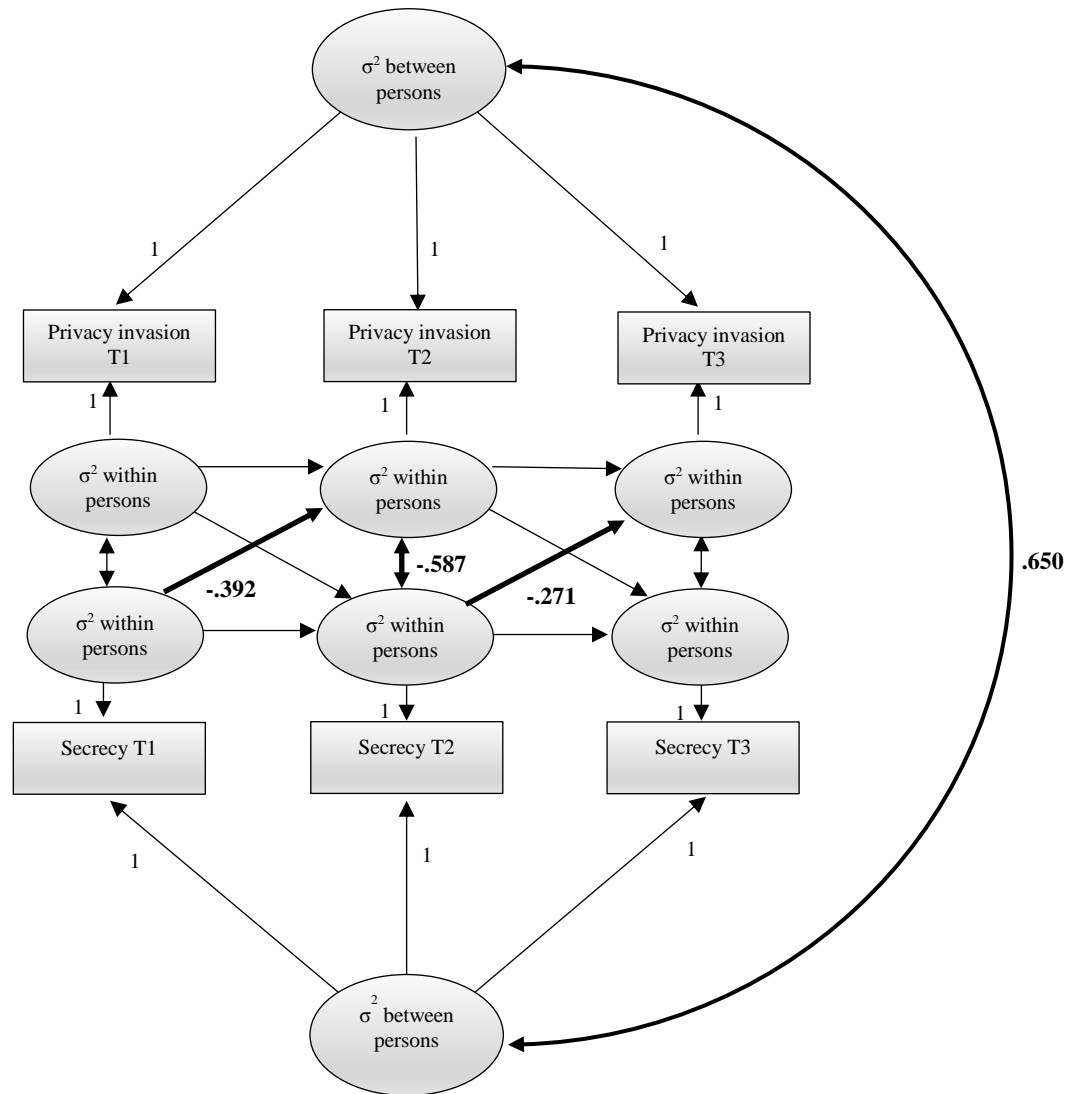 σ² between
persons
1
1
1
Privacy invasion
T1
Privacy invasion
T2
Privacy invasion
T3
1
1
1
σ² within
persons
σ² within
persons
σ² within
persons
-.392
-.587
-.271
.650
σ² within
persons
σ² within
persons
σ² within
persons
1
1
1
Secrecy T1
Secrecy T2
Secrecy T3
1
1
1
σ² between
persons